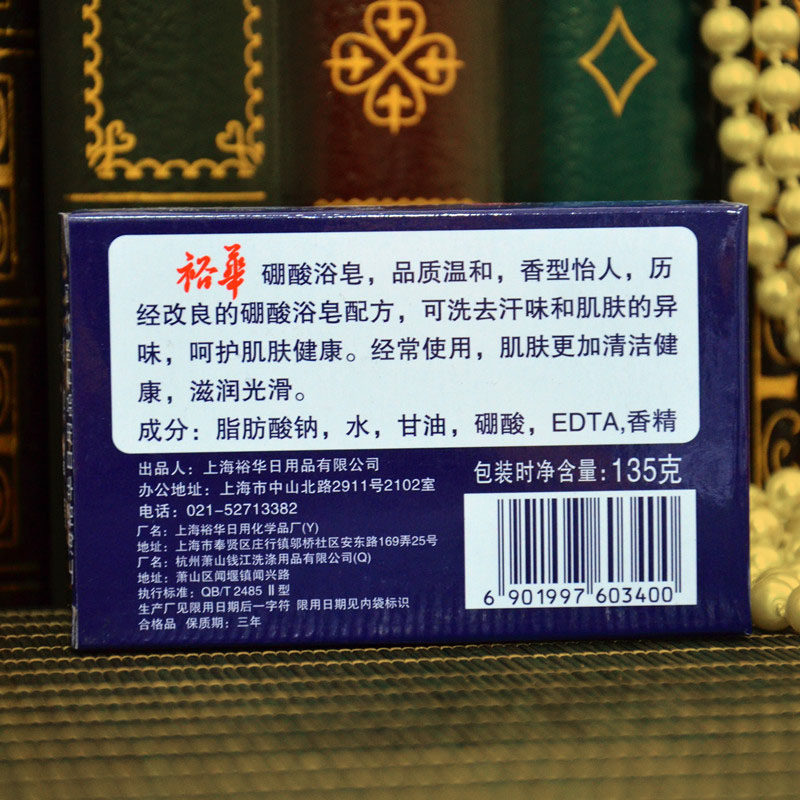 裕華 硼酸浴皂，品质温和，香型怡人，历
经改良的硼酸浴皂配方，可洗去汗味和肌肤的异
味，呵护肌肤健康。经常使用，肌肤更加清洁健
康，滋润光滑。
成分：脂肪酸钠，水，甘油，硼酸，EDTA,香精
出品人：上海裕华日用品有限公司
办公地址：上海市中山北路2911号2102室
电话：021-52713382
厂名：上海裕华日用化学品厂(Y)
地址：上海市奉贤区庄行镇邬桥社区安东路169弄25号
厂名：杭州萧山钱江洗涤用品有限公司(Q)
地址：萧山区闻堰镇闻兴路
执行标准：QB/T 2485 Ⅱ型
生产厂见限用日期后一字符 限用日期见内袋标识
合格品 保质期：三年
包装时净含量：135克
6 901997 603400